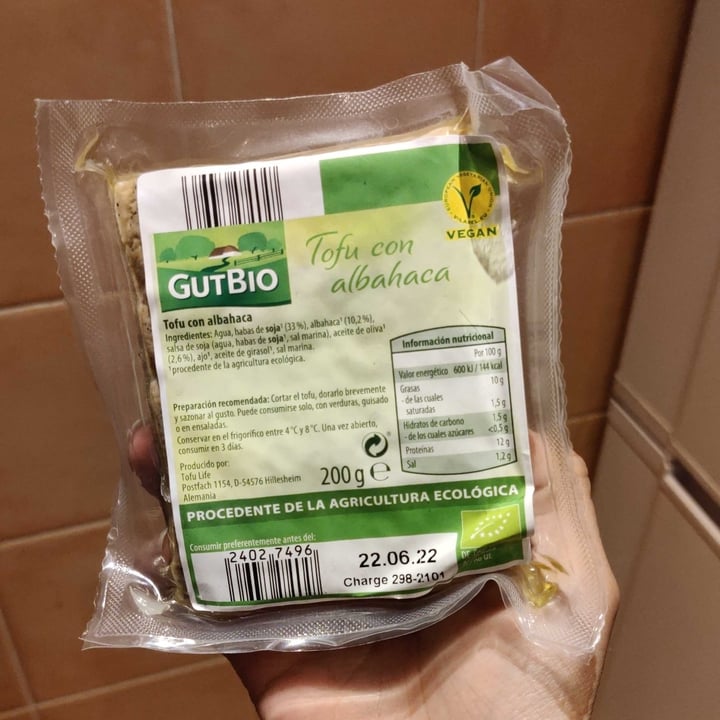 EUROPEAN VEGETARIAN UNION
V-LABEL.EU
VEGAN
GUTBIO
Tofu con
albahaca
Tofu con albahaca
Ingredientes: Agua, habas de soja¹ (33 %), albahaca¹ (10,2 %),
salsa de soja (agua, habas de soja¹, sal marina), aceite de oliva¹
(2,6 %), ajo¹, aceite de girasol¹, sal marina.
¹procedente de la agricultura ecológica.
Preparación recomendada: Cortar el tofu, dorarlo brevemente
y sazonar al gusto. Puede consumirse solo, con verduras, guisado
o en ensaladas.
Conservar en el frigorífico entre 4 °C y 8 °C. Una vez abierto,
consumir en 3 días.
Producido por:
Tofu Life
Postfach 1154, D-54576 Hillesheim
Alemania
200 g ℮
Información nutricional
Por 100 g
Valor energético 600 kJ / 144 kcal
Grasas 10 g
- de las cuales
saturadas 1,5 g
Hidratos de carbono 1,5 g
- de los cuales azúcares <0,5 g
Proteínas 12 g
Sal 1,2 g
PROCEDENTE DE LA AGRICULTURA ECOLÓGICA
Consumir preferentemente antes del:
2402 7496
22.06.22
Charge 298-2101